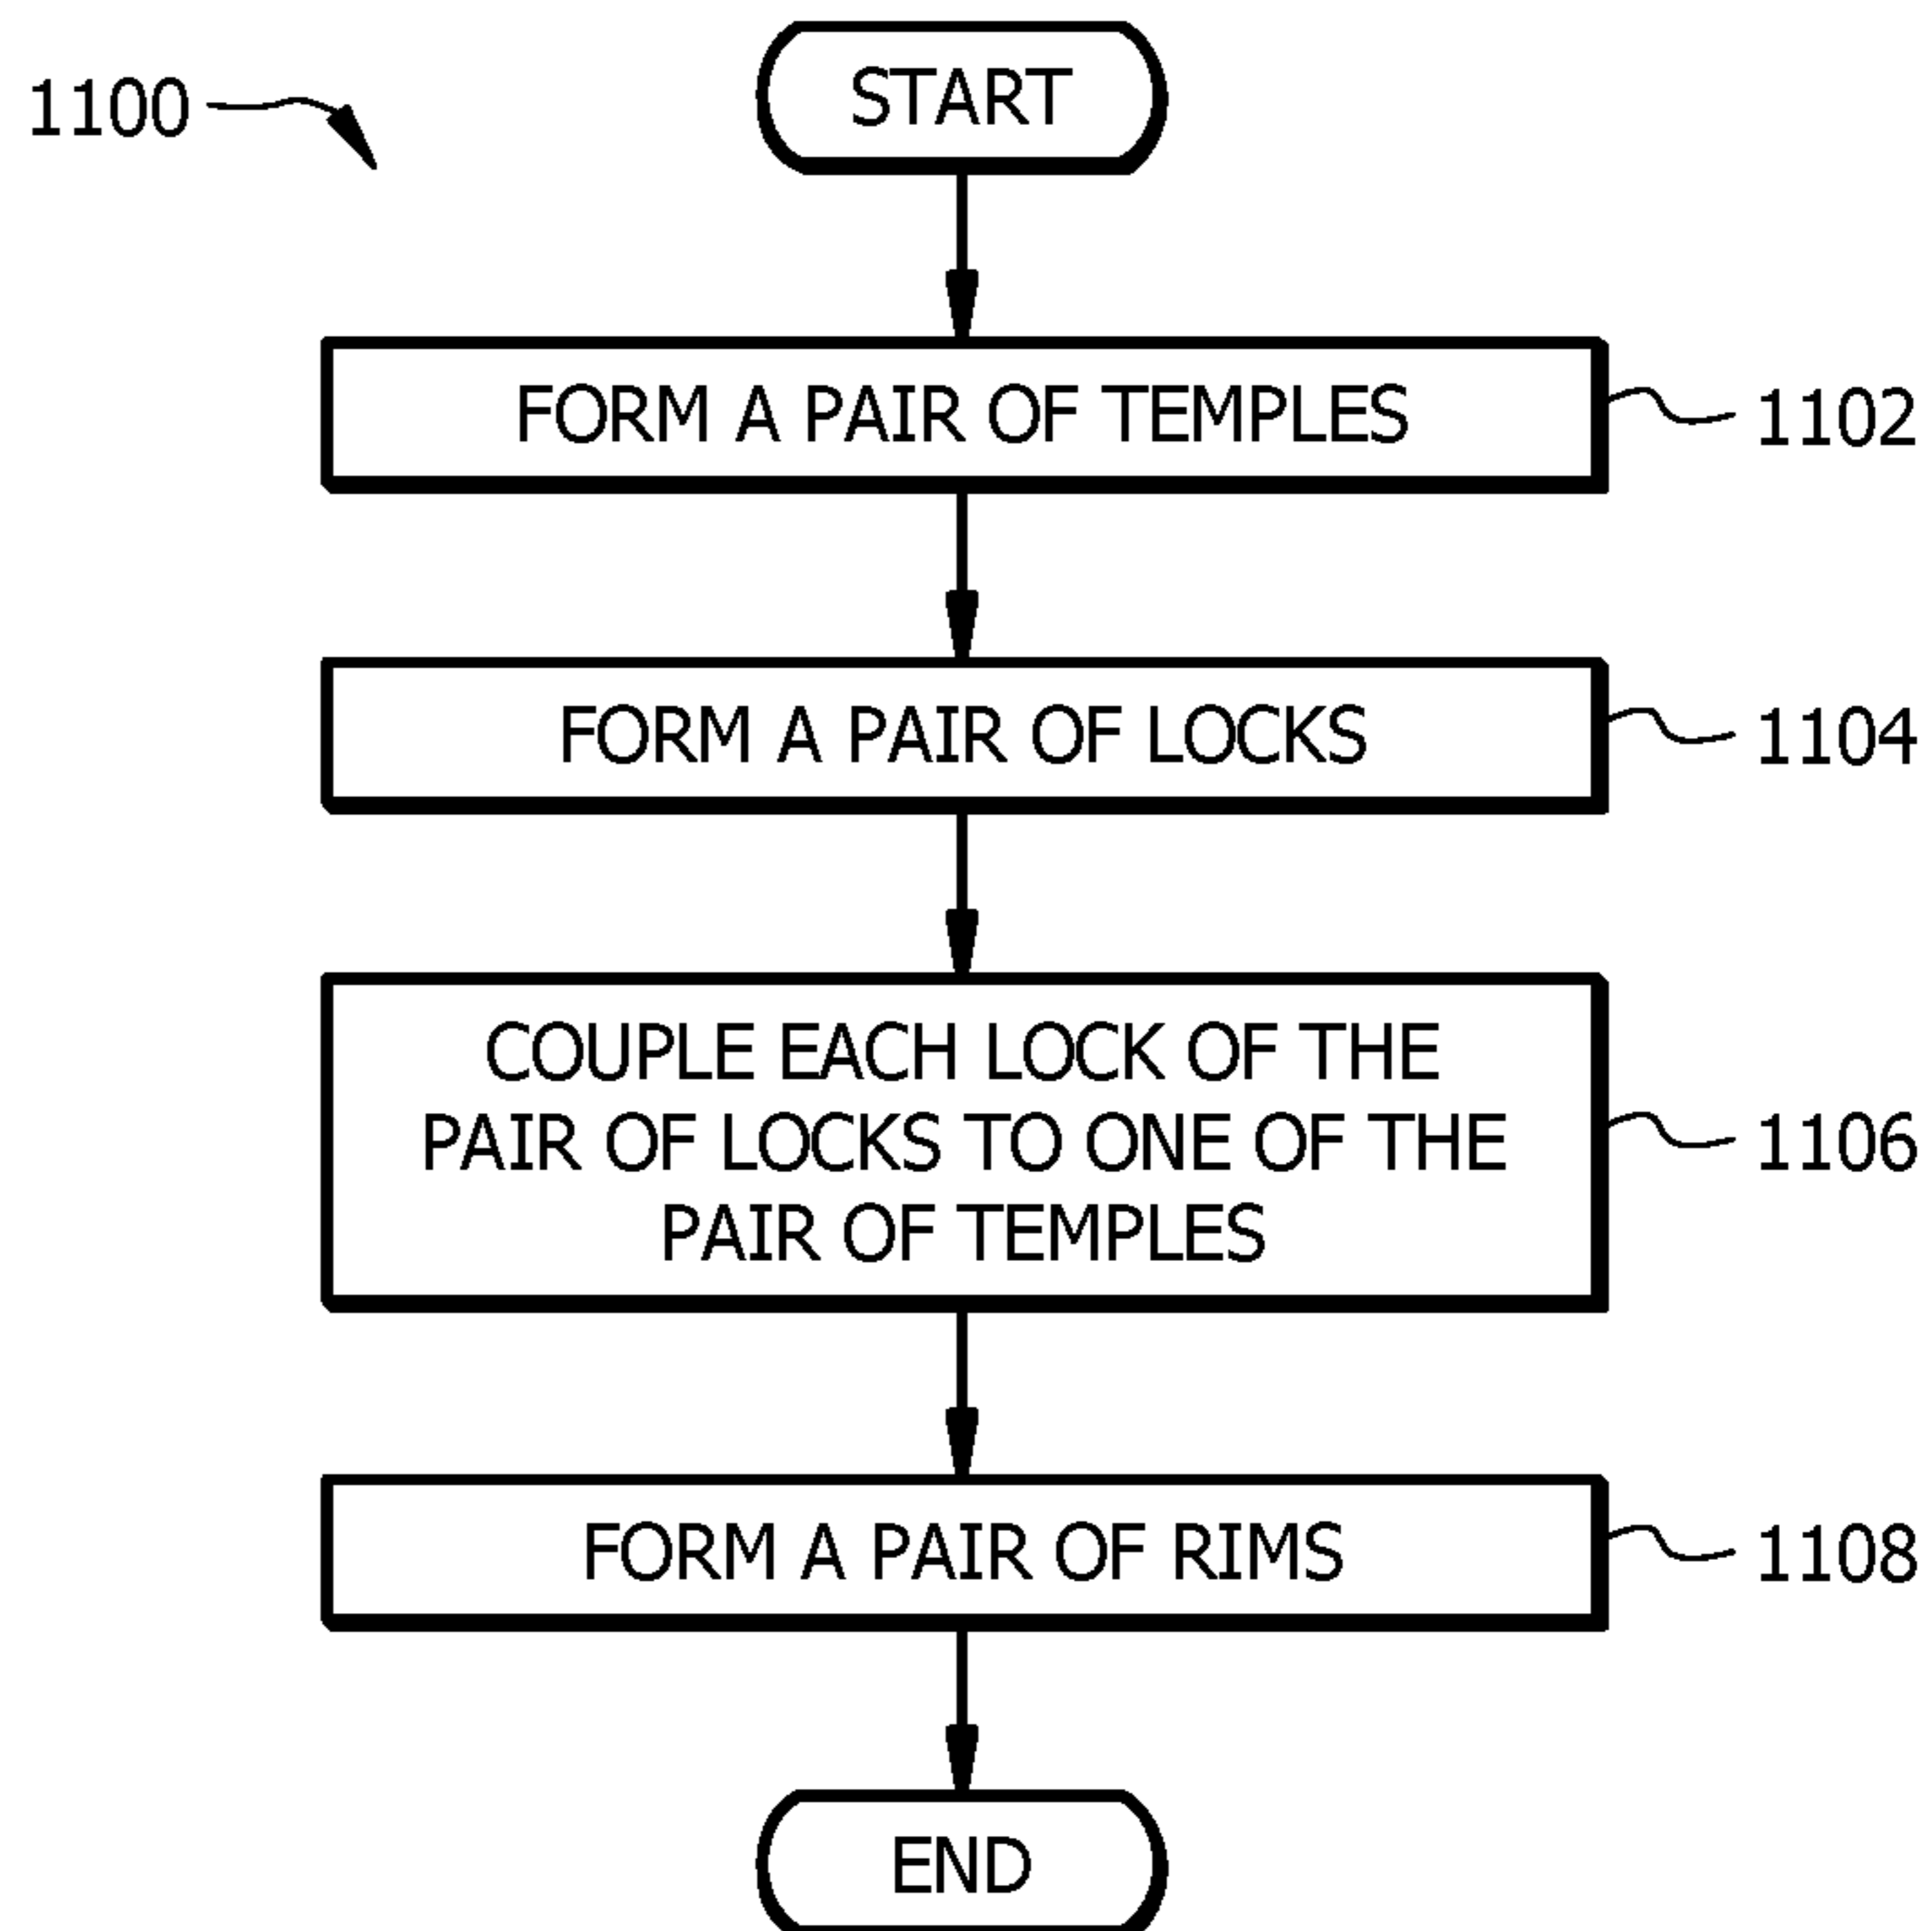 START
1100
FORM A PAIR OF TEMPLES
1102
FORM A PAIR OF LOCKS
1104
COUPLE EACH LOCK OF THE
PAIR OF LOCKS TO ONE OF THE
PAIR OF TEMPLES
1106
FORM A PAIR OF RIMS
1108
END